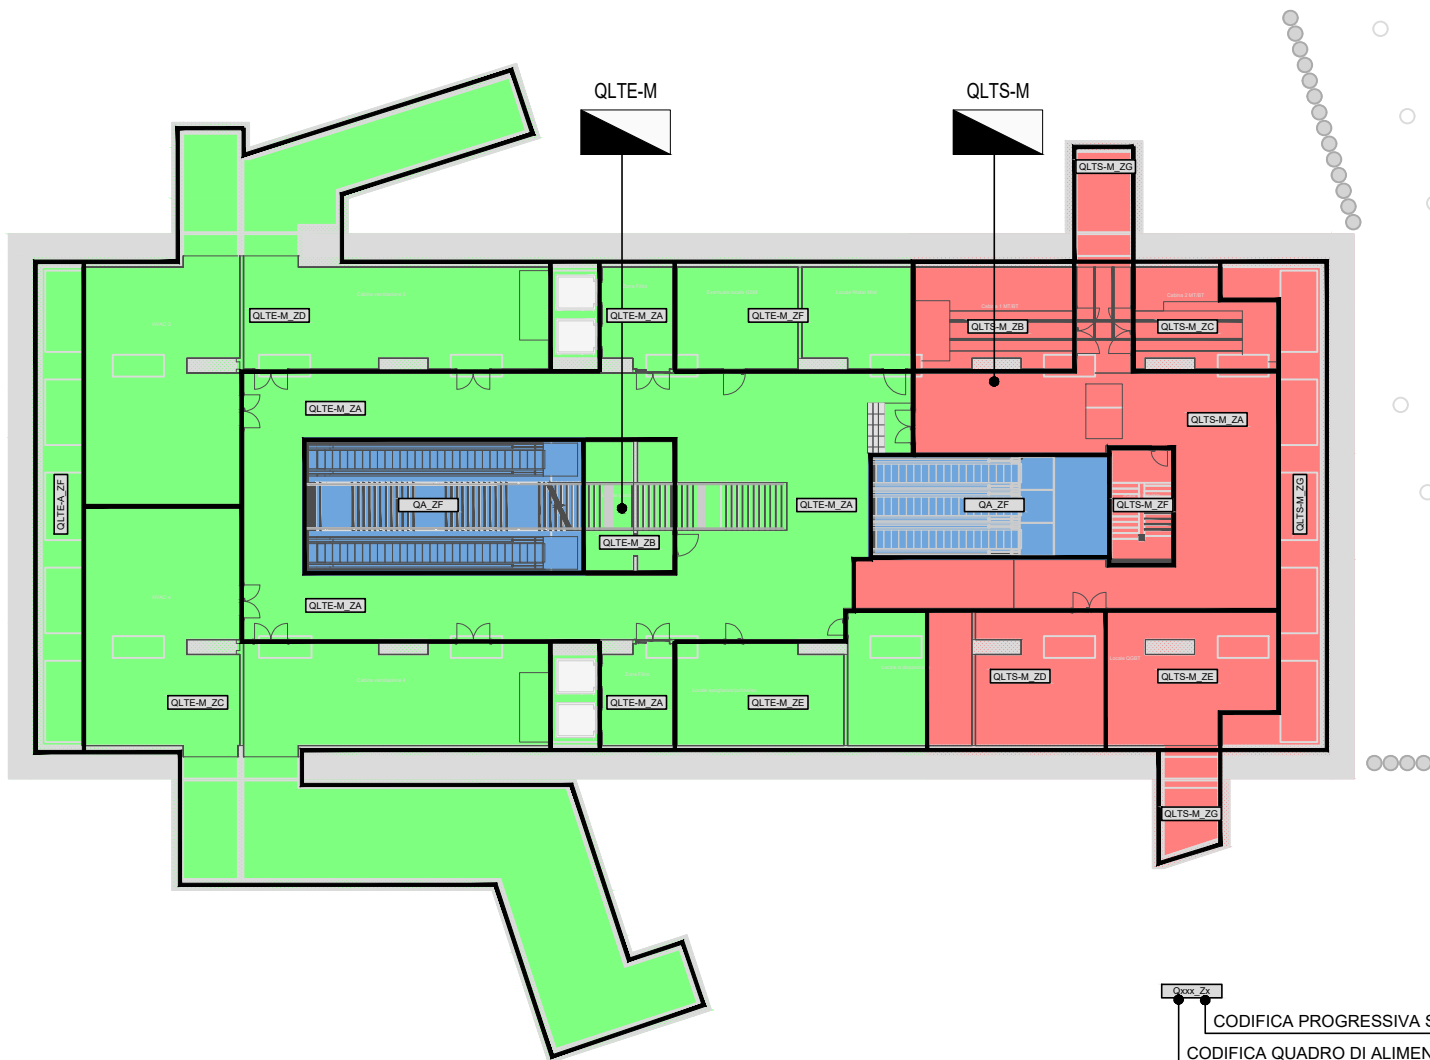 QLTE-M
QLTS-M
QLTS-M_ZG
QLTE-M_ZD
QLTE-M_ZA
QLTE-M_ZF
QLTS-M_ZB
QLTS-M_ZC
QLTE-M_ZA
QLTS-M_ZA
QLTE-A_ZF
QA_ZF
QLTE-M_ZA
QA_ZF
QLTS-M_ZF
QLTS-M_ZG
QLTE-M_ZB
QLTE-M_ZA
QLTE-M_ZC
QLTE-M_ZA
QLTE-M_ZE
QLTS-M_ZD
QLTS-M_ZE
QLTS-M_ZG
Qxxx_Zx
CODIFICA PROGRESSIVA S
CODIFICA QUADRO DI ALIMEN